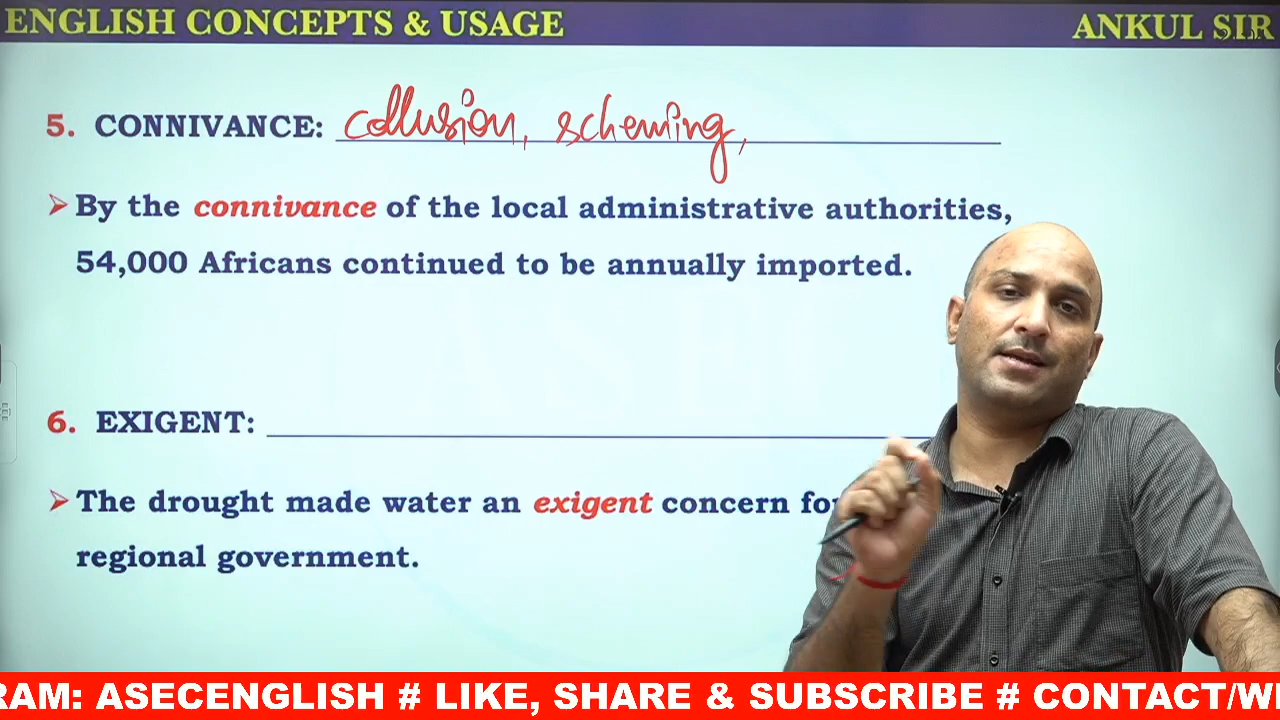 ENGLISH CONCEPTS & USAGE ANKUL SIR
5. CONNIVANCE: collusion, scheming,
By the connivance of the local administrative authorities,
54,000 Africans continued to be annually imported.
6. EXIGENT:
The drought made water an exigent concern for
regional government.
RAM: ASECENGLISH # LIKE, SHARE & SUBSCRIBE # CONTACT/W